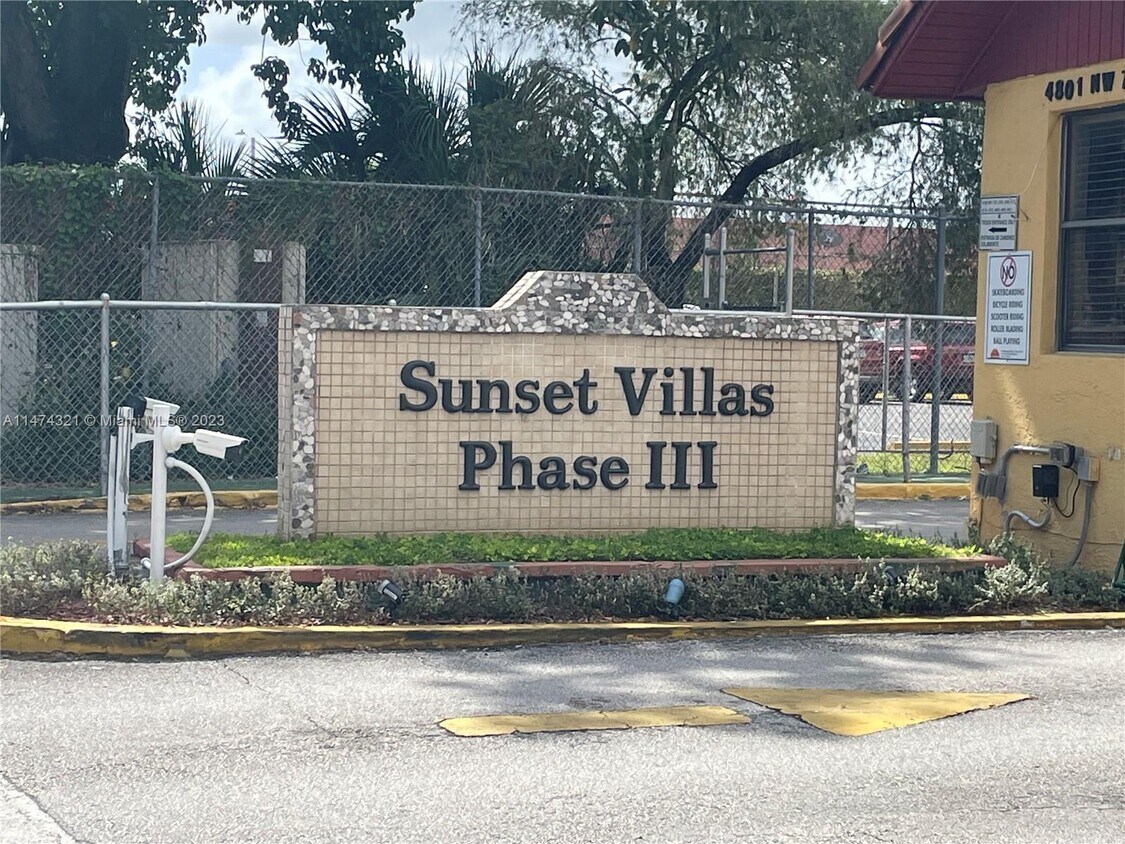 4801 NW 7
NO
SKATEBOARDING
BICYCLE RIDING
SCOOTER RIDING
ROLLER BLADING
BALL PLAYING
Sunset Villas
Phase III
A11474321 © Miami MLS® 2023